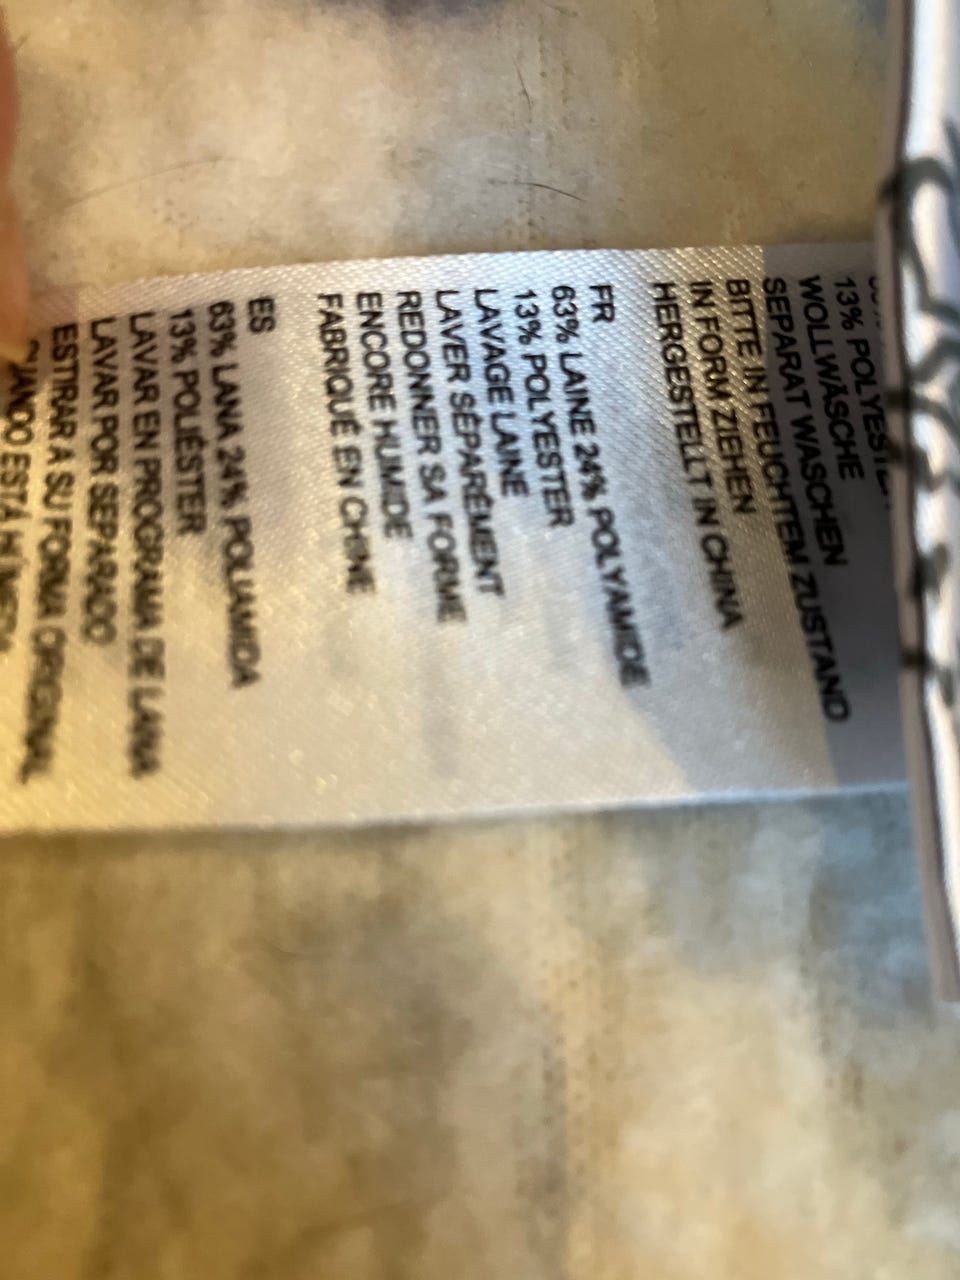 13% POLYESTER
WOLLWÄSCHE
SEPARAT WASCHEN
BITTE IN FEUCHTEM ZUSTAND
IN FORM ZIEHEN
HERGESTELLT IN CHINA
FR
63% LAINE 24% POLYAMIDE
13% POLYESTER
LAVAGE LAINE
LAVER SÉPARÉMENT
REDONNER SA FORME
ENCORE HUMIDE
FABRIQUÉ EN CHINE
ES
63% LANA 24% POLIAMIDA
13% POLIÉSTER
LAVAR EN PROGRAMA DE LANA
LAVAR POR SEPARADO
ESTIRAR A SU FORMA ORIGINAL
ESTA